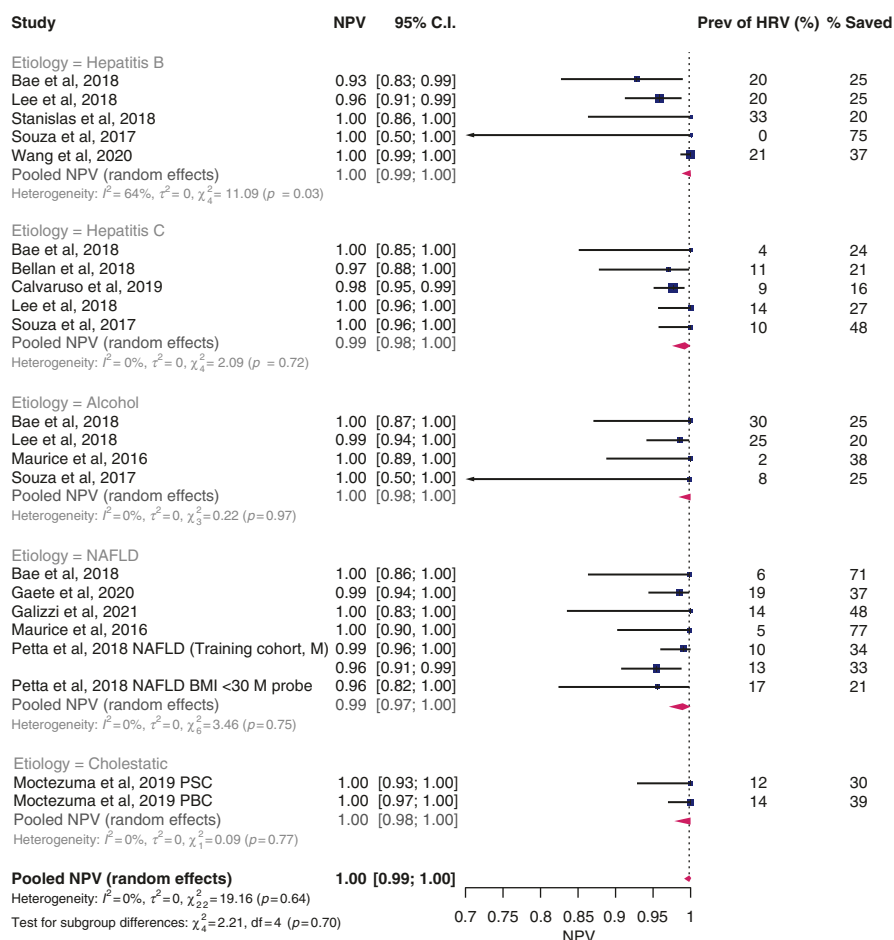 Study NPV 95% C.I. Prev of HRV (%) % Saved
Etiology = Hepatitis B
Bae et al, 2018 0.93 [0.83; 0.99] 20 25
Lee et al, 2018 0.96 [0.91; 0.99] 20 25
Stanislas et al, 2018 1.00 [0.86; 1.00] 33 20
Souza et al, 2017 1.00 [0.50; 1.00] 0 75
Wang et al, 2020 1.00 [0.99; 1.00] 21 37
Pooled NPV (random effects) 1.00 [0.99; 1.00]
Heterogeneity: I² = 64%, τ² = 0, χ²₄ = 11.09 (p = 0.03)
Etiology = Hepatitis C
Bae et al, 2018 1.00 [0.85; 1.00] 4 24
Bellan et al, 2018 0.97 [0.88; 1.00] 11 21
Calvaruso et al, 2019 0.98 [0.95; 0.99] 9 16
Lee et al, 2018 1.00 [0.96; 1.00] 14 27
Souza et al, 2017 1.00 [0.96; 1.00] 10 48
Pooled NPV (random effects) 0.99 [0.98; 1.00]
Heterogeneity: I² = 0%, τ² = 0, χ²₄ = 2.09 (p = 0.72)
Etiology = Alcohol
Bae et al, 2018 1.00 [0.87; 1.00] 30 25
Lee et al, 2018 0.99 [0.94; 1.00] 25 20
Maurice et al, 2016 1.00 [0.89, 1.00] 2 38
Souza et al, 2017 1.00 [0.50; 1.00] 8 25
Pooled NPV (random effects) 1.00 [0.98; 1.00]
Heterogeneity: I² = 0%, τ² = 0, χ²₃ = 0.22 (p = 0.97)
Etiology = NAFLD
Bae et al, 2018 1.00 [0.86; 1.00] 6 71
Gaete et al, 2020 0.99 [0.94; 1.00] 19 37
Galizzi et al, 2021 1.00 [0.83; 1.00] 14 48
Maurice et al, 2016 1.00 [0.90, 1.00] 5 77
Petta et al, 2018 NAFLD (Training cohort, M) 0.99 [0.96; 1.00] 10 34
0.96 [0.91; 0.99] 13 33
Petta et al, 2018 NAFLD BMI <30 M probe 0.96 [0.82; 1.00] 17 21
Pooled NPV (random effects) 0.99 [0.97; 1.00]
Heterogeneity: I² = 0%, τ² = 0, χ²₆ = 3.46 (p = 0.75)
Etiology = Cholestatic
Moctezuma et al, 2019 PSC 1.00 [0.93; 1.00] 12 30
Moctezuma et al, 2019 PBC 1.00 [0.97; 1.00] 14 39
Pooled NPV (random effects) 1.00 [0.98; 1.00]
Heterogeneity: I² = 0%, τ² = 0, χ²₁ = 0.09 (p = 0.77)
Pooled NPV (random effects) 1.00 [0.99; 1.00]
Heterogeneity: I² = 0%, τ² = 0, χ²₂₂ = 19.16 (p = 0.64)
Test for subgroup differences: χ²₄ = 2.21, df = 4 (p = 0.70)
0.7 0.75 0.8 0.85 0.9 0.95 1
NPV